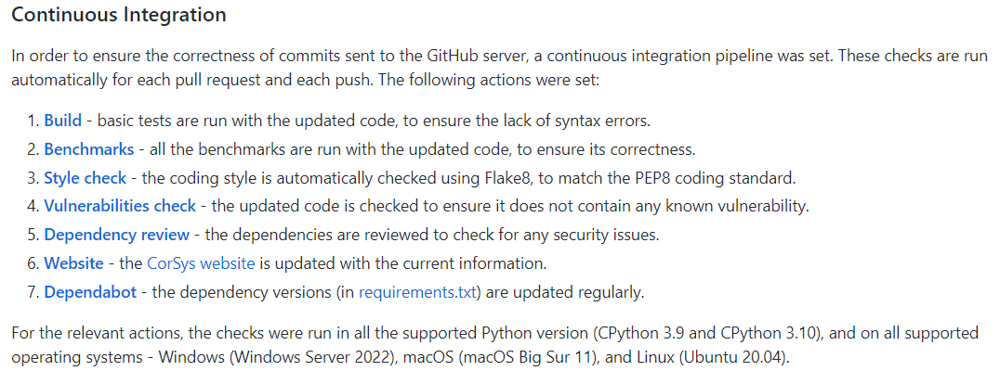 Continuous Integration
In order to ensure the correctness of commits sent to the GitHub server, a continuous integration pipeline was set. These checks are run
automatically for each pull request and each push. The following actions were set:
1. Build - basic tests are run with the updated code, to ensure the lack of syntax errors.
2. Benchmarks - all the benchmarks are run with the updated code, to ensure its correctness.
3. Style check - the coding style is automatically checked using Flake8, to match the PEP8 coding standard.
4. Vulnerabilities check - the updated code is checked to ensure it does not contain any known vulnerability.
5. Dependency review - the dependencies are reviewed to check for any security issues.
6. Website - the CorSys website is updated with the current information.
7. Dependabot - the dependency versions (in requirements.txt) are updated regularly.
For the relevant actions, the checks were run in all the supported Python version (CPython 3.9 and CPython 3.10), and on all supported
operating systems - Windows (Windows Server 2022), macOS (macOS Big Sur 11), and Linux (Ubuntu 20.04).